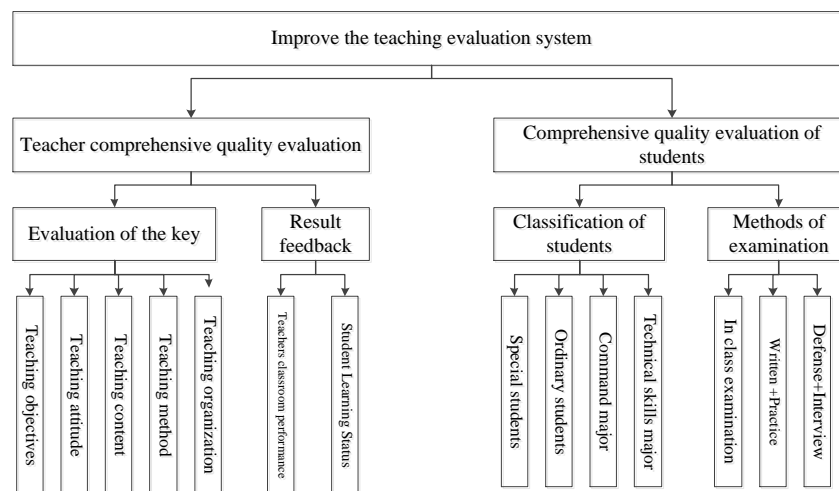 Improve the teaching evaluation system
Teacher comprehensive quality evaluation
Comprehensive quality evaluation of
students
Evaluation of the key
Result
feedback
Classification of
students
Methods of
examination
Teaching objectives
Teaching attitude
Teaching content
Teaching method
Teaching organization
Teachers classroom performance
Student Learning Status
Special students
Ordinary students
Command major
Technical skills major
In class examination
Written +Practice
Defense+Interview